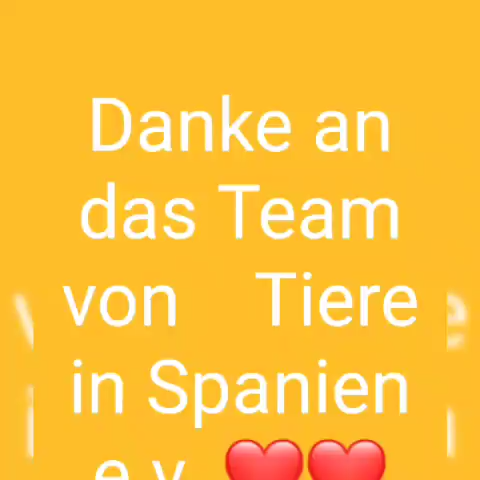 Danke an
das Team
von Tiere
in Spanien
e.v. ❤️❤️